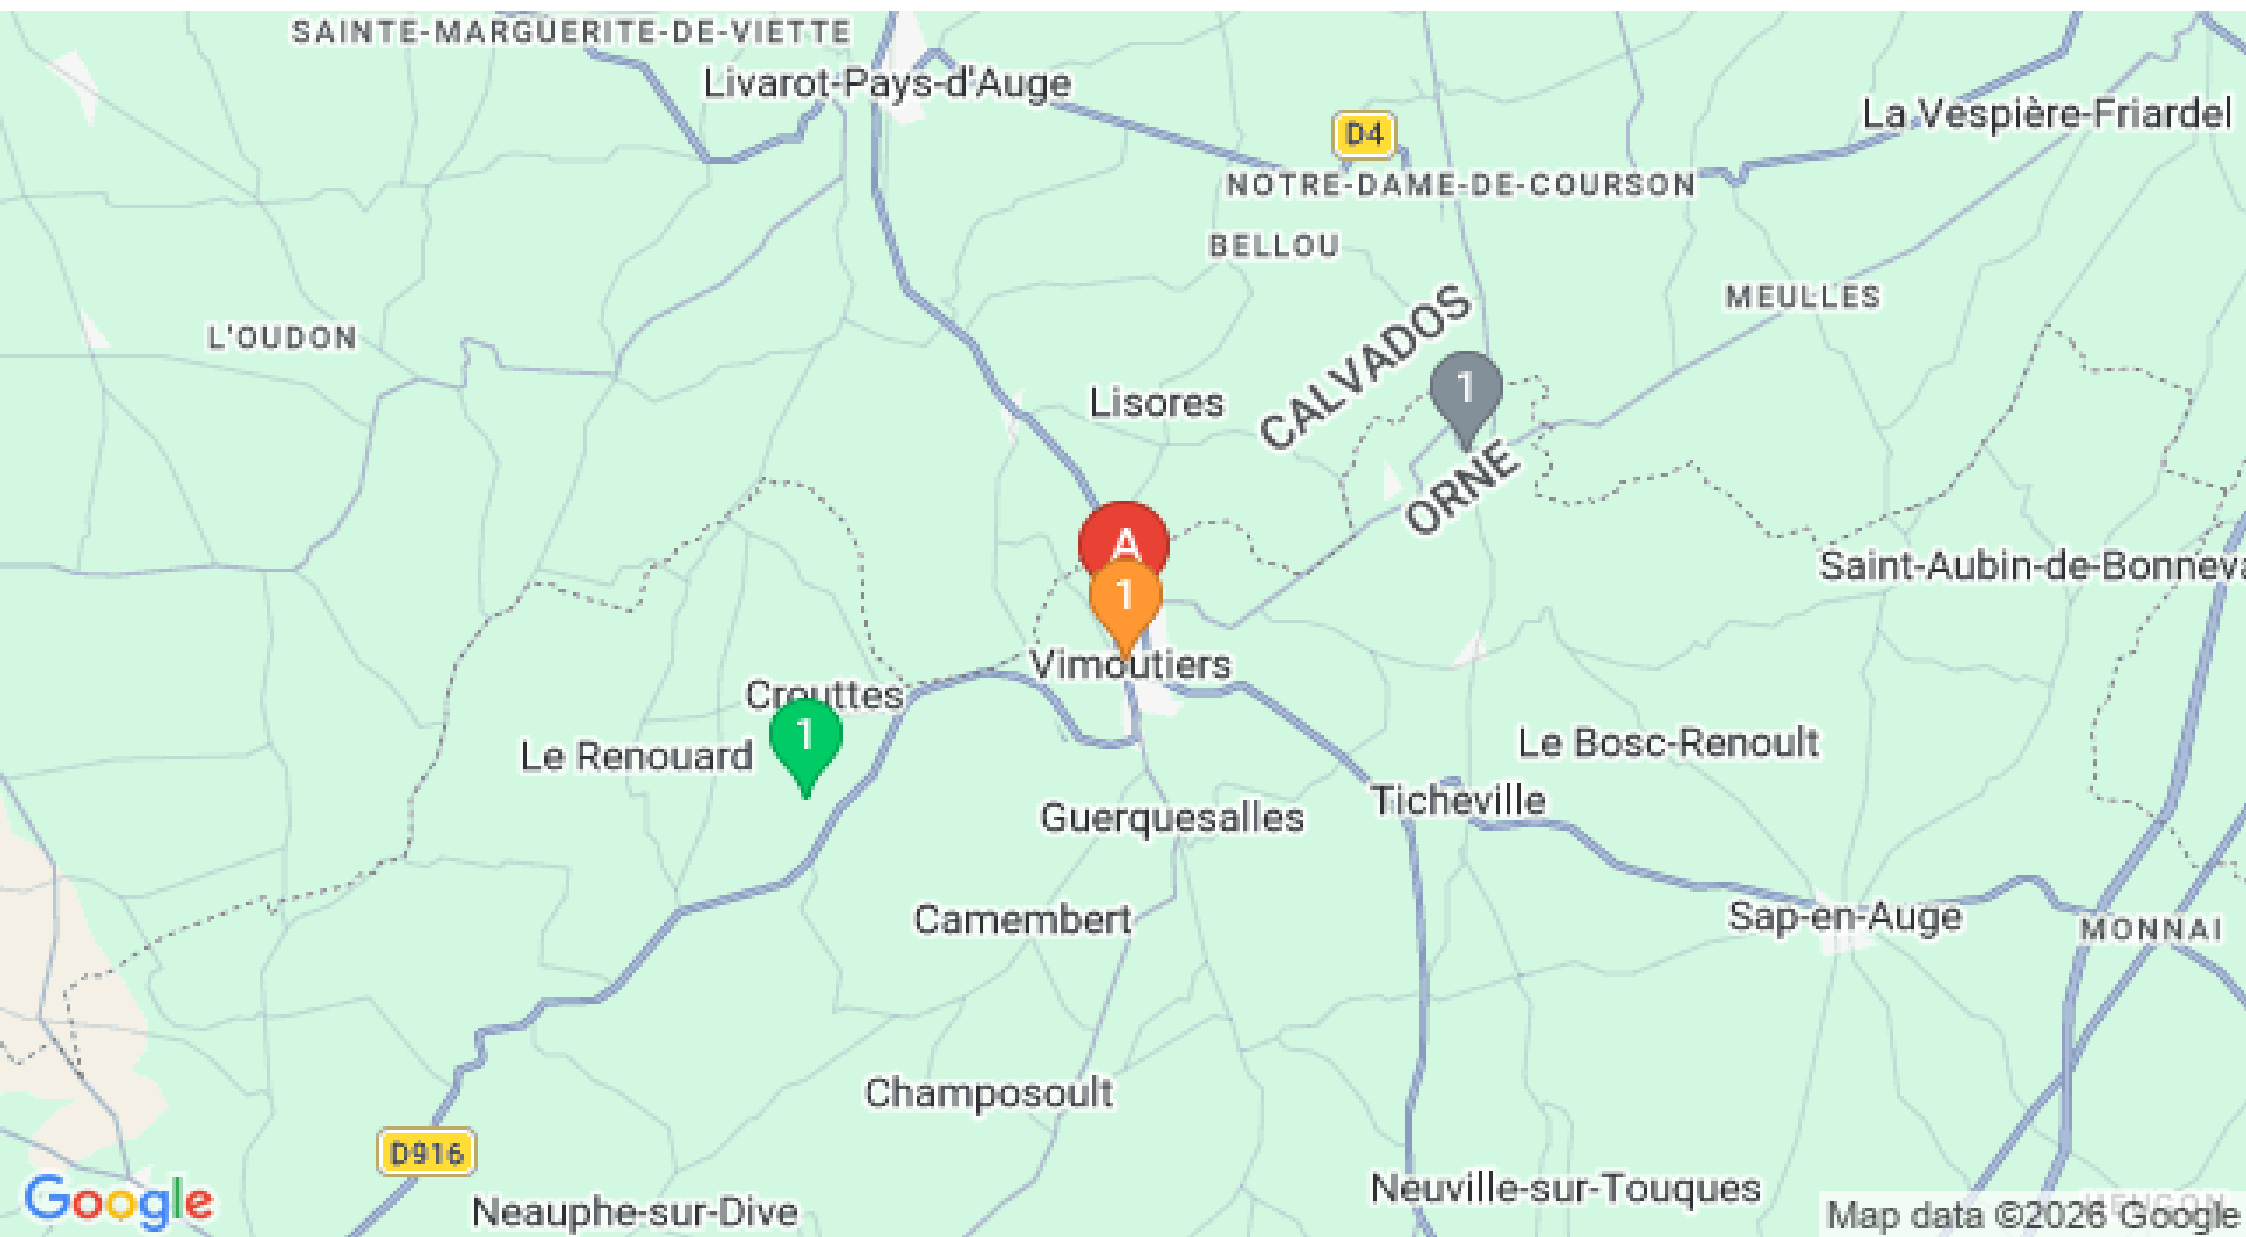 SAINTE-MARGUERITE-DE-VIETTE
Livarot-Pays-d'Auge
La Vespière-Friardel
D4
NOTRE-DAME-DE-COURSON
BELLOU
MEULLES
L'OUDON
CALVADOS
1
Lisores
ORNE
A
Saint-Aubin-de-Bonneva
1
Vimoutiers
Crouttes
1
Le Renouard
Le Bosc-Renoult
Ticheville
Guerquesalles
Camembert
Sap-en-Auge
MONNAI
Champosoult
D916
Neuville-sur-Touques
Google
Neauphe-sur-Dive
Map data ©2026 Google